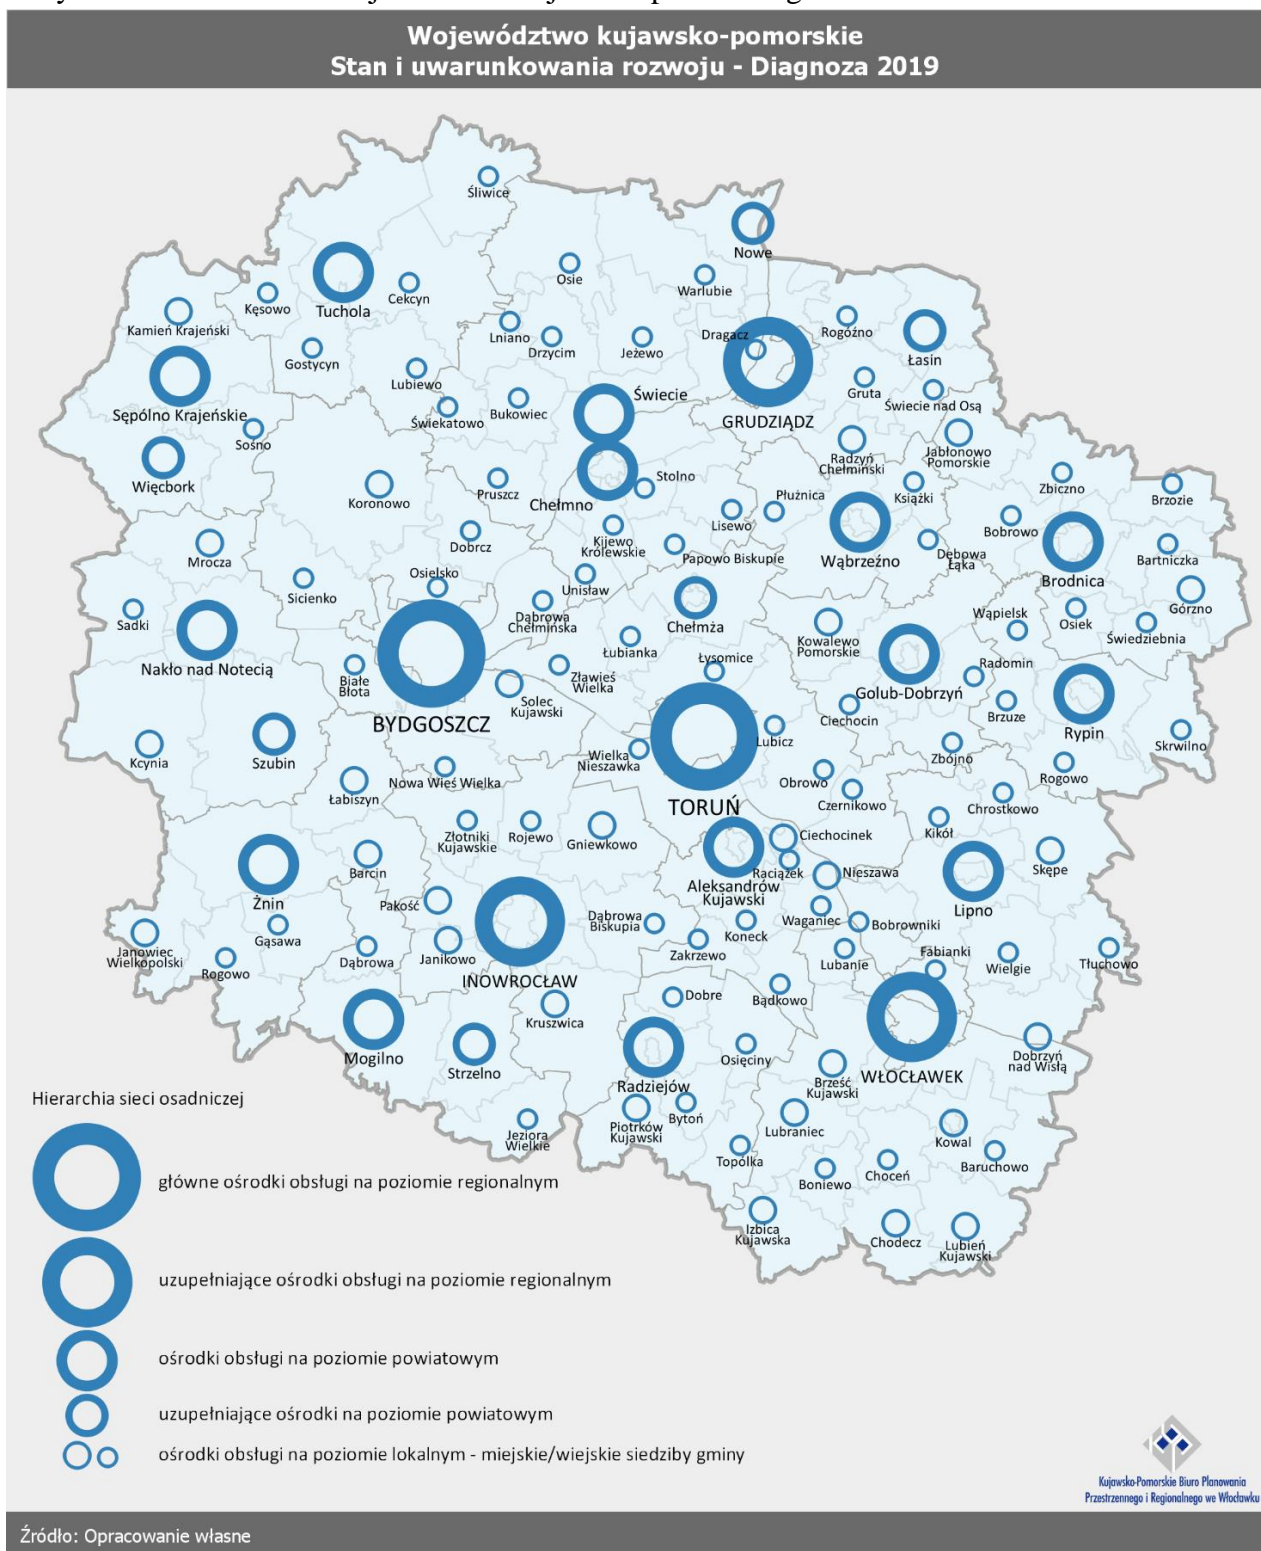 Województwo kujawsko-pomorskie
Stan i uwarunkowania rozwoju - Diagnoza 2019
Śliwice
Nowe
Osie
Warlubie
Tuchola
Cekcyn
Kęsowo
Kamień Krajeński
Lniano
Drzycim
Jeżewo
Dragacz
Rogóźno
Łasin
Gostycyn
Lubiewo
Sępólno Krajeńskie
Świekatowo
Bukowiec
Świecie
GRUDZIĄDZ
Gruta
Świecie nad Osą
Sośno
Więcbork
Koronowo
Pruszcz
Chełmno
Stolno
Radzyń
Chełmiński
Jabłonowo
Pomorskie
Płużnica
Książki
Zbiczno
Brzozie
Lisewo
Bobrowo
Mrocza
Dobrcz
Kijewo
Królewskie
Papowo Biskupie
Wąbrzeźno
Dębowa
Łąka
Brodnica
Bartniczka
Osielsko
Sicienko
Unisław
Dąbrowa
Chełmińska
Chełmża
Sadki
Górzno
Wąpielsk
Osiek
Świedziebnia
Nakło nad Notecią
Kowalewo
Pomorskie
Łubianka
Łysomice
Białe
Błota
Zławieś
Wielka
Solec
Kujawski
Radomin
Golub-Dobrzyń
BYDGOSZCZ
Ciechocin
Brzuze
Rypin
Skrwilno
Kcynia
Szubin
Wielka
Nieszawka
Lubicz
Zbójno
Rogowo
Nowa Wieś Wielka
Łabiszyn
Obrowo
Czernikowo
TORUŃ
Chrostkowo
Złotniki
Kujawskie
Rojewo
Gniewkowo
Ciechocinek
Kikół
Barcin
Raciążek
Nieszawa
Skępe
Aleksandrów
Kujawski
Żnin
Pakość
Lipno
Dąbrowa
Biskupia
Waganiec
Bobrowniki
Koneck
Gąsawa
Janowiec
Wielkopolski
Rogowo
Dąbrowa
Janikowo
Zakrzewo
Lubanie
Fabianki
Wielgie
Tłuchowo
INOWROCŁAW
Kruszwica
Dobre
Bądkowo
Mogilno
Strzelno
Osięciny
Dobrzyń
nad Wisłą
WŁOCŁAWEK
Radziejów
Brześć
Kujawski
Jeziora
Wielkie
Piotrków
Kujawski
Bytoń
Lubraniec
Kowal
Topólka
Baruchowo
Boniewo
Choceń
Izbica
Kujawska
Chodecz
Lubień
Kujawski
Hierarchia sieci osadniczej
główne ośrodki obsługi na poziomie regionalnym
uzupełniające ośrodki obsługi na poziomie regionalnym
ośrodki obsługi na poziomie powiatowym
uzupełniające ośrodki na poziomie powiatowym
ośrodki obsługi na poziomie lokalnym - miejskie/wiejskie siedziby gminy
Kujawsko-Pomorskie Biuro Planowania
Przestrzennego i Regionalnego we Włocławku
Źródło: Opracowanie własne